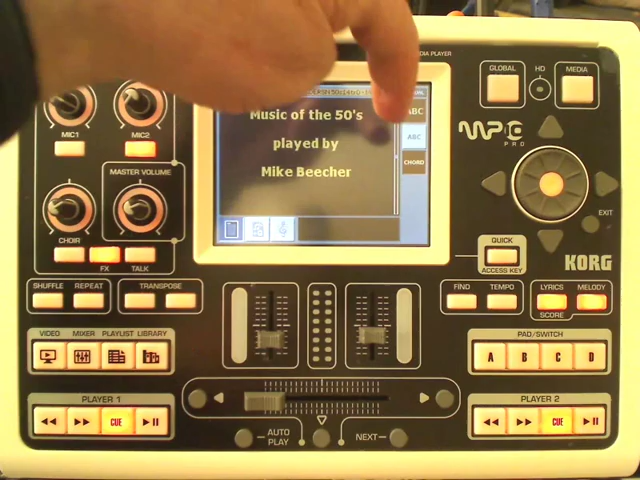 MEDIA PLAYER
Music of the 50's
played by
Mike Beecher
ABC
ABC
CHORD
GLOBAL
HD
MEDIA
MP10
PRO
EXIT
QUICK
ACCESS KEY
KORG
MIC1
MIC2
MASTER VOLUME
CHOIR
FX
TALK
SHUFFLE
REPEAT
TRANSPOSE
FIND
TEMPO
LYRICS
MELODY
SCORE
VIDEO
MIXER
PLAYLIST
LIBRARY
PAD/SWITCH
A
B
C
D
PLAYER 1
CUE
PLAYER 2
CUE
AUTO
PLAY
NEXT